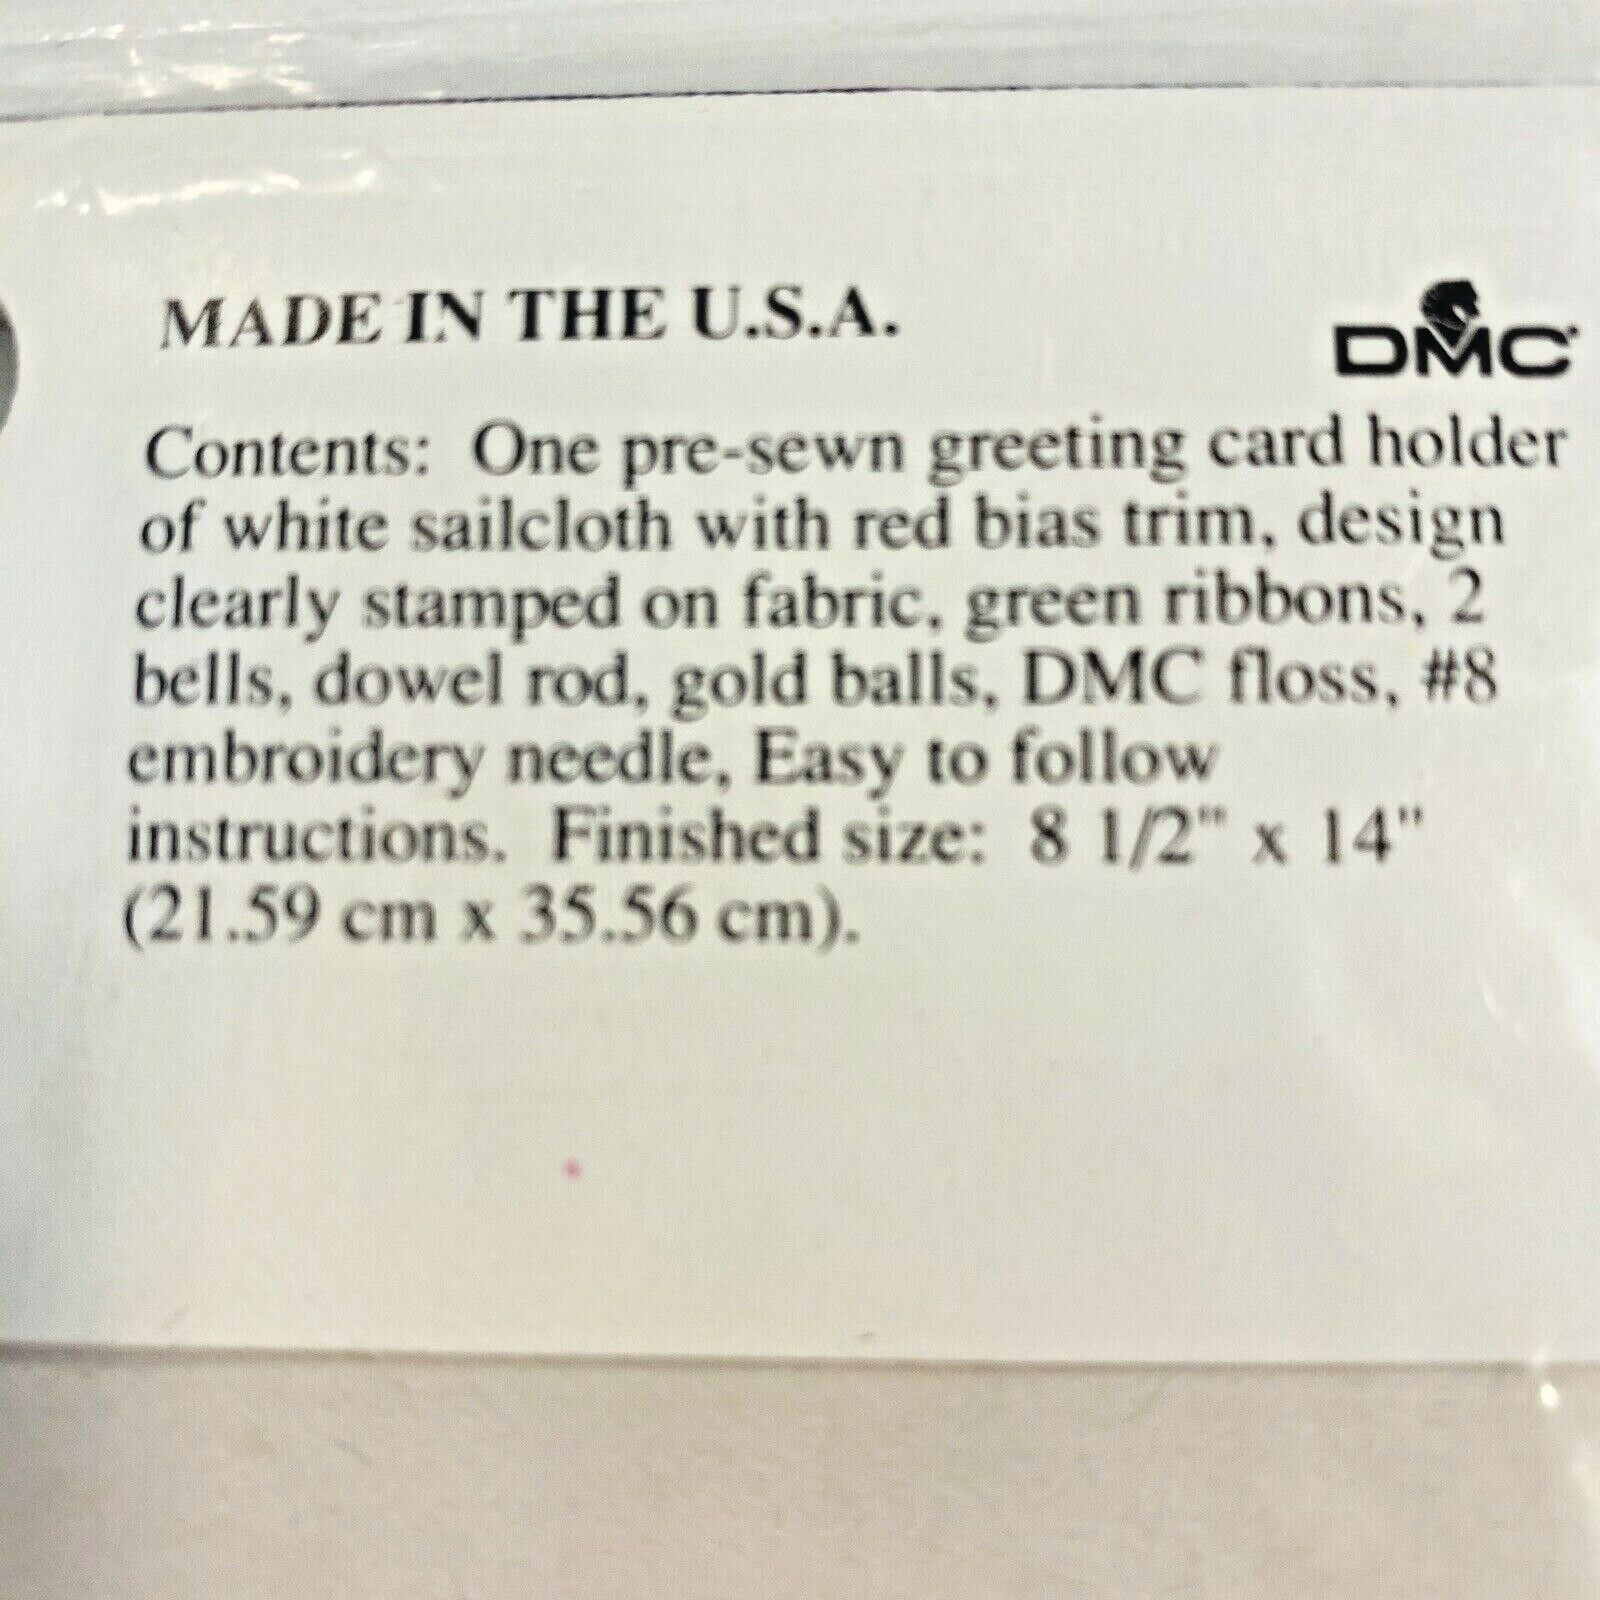 MADE IN THE U.S.A.
DMC
Contents: One pre-sewn greeting card holder
of white sailcloth with red bias trim, design
clearly stamped on fabric, green ribbons, 2
bells, dowel rod, gold balls, DMC floss, #8
embroidery needle, Easy to follow
instructions. Finished size: 8 1/2" x 14"
(21.59 cm x 35.56 cm).